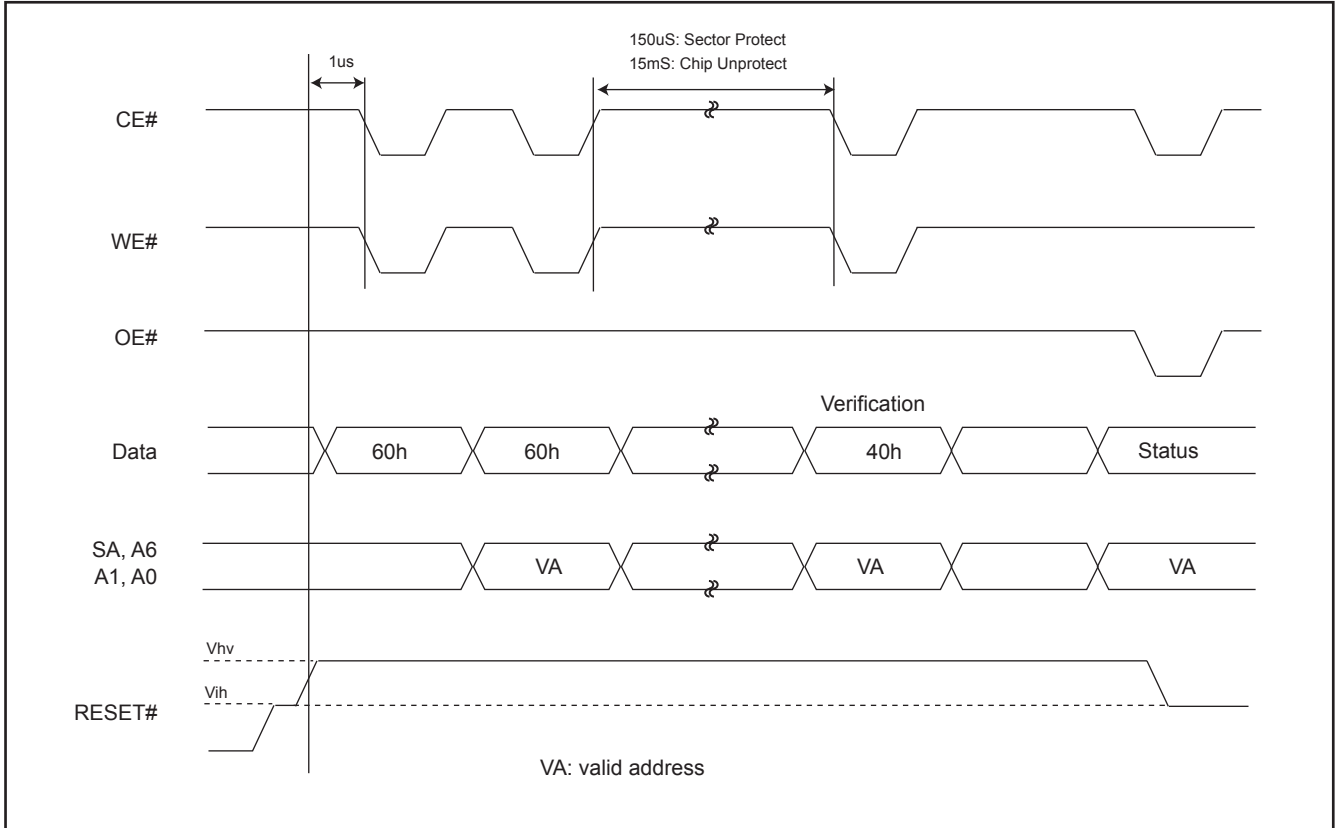 150uS: Sector Protect
15mS: Chip Unprotect
1us
CE#
WE#
OE#
Verification
Data 60h 60h 40h Status
SA, A6
A1, A0
VA VA VA
Vhv
Vih
RESET#
VA: valid address